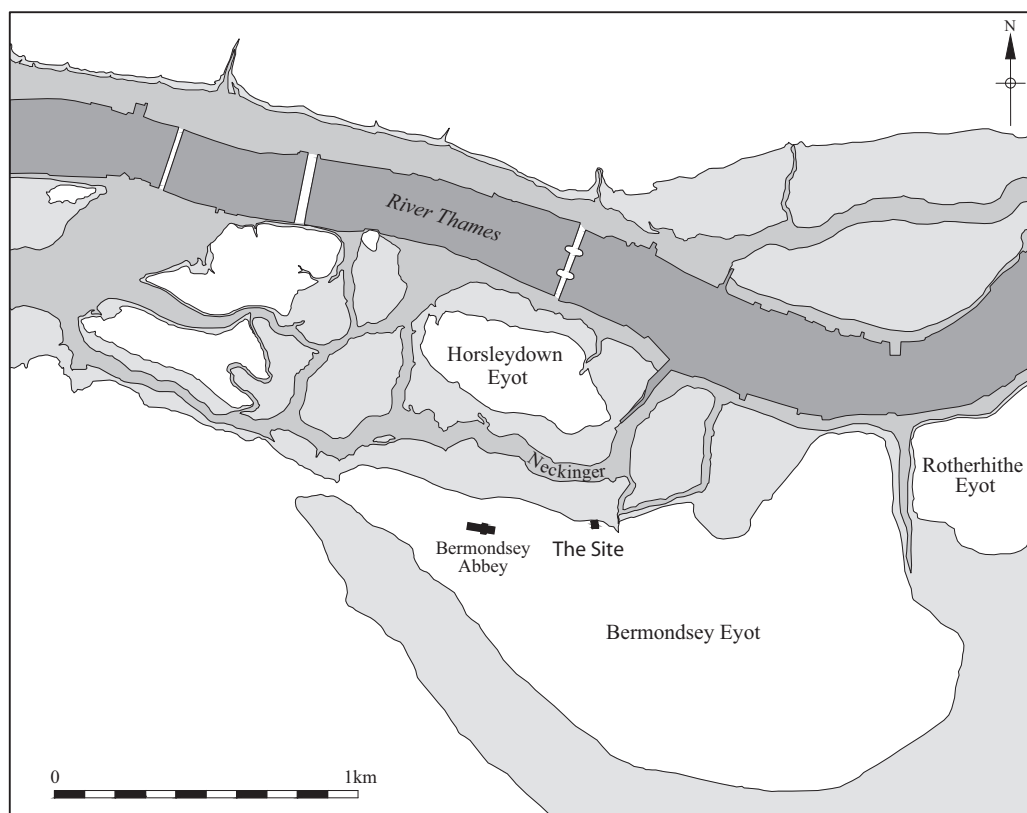 N
River Thames
Horsleydown
Eyot
Neckinger
Rotherhithe
Eyot
Bermondsey
Abbey
The Site
Bermondsey Eyot
0
1km